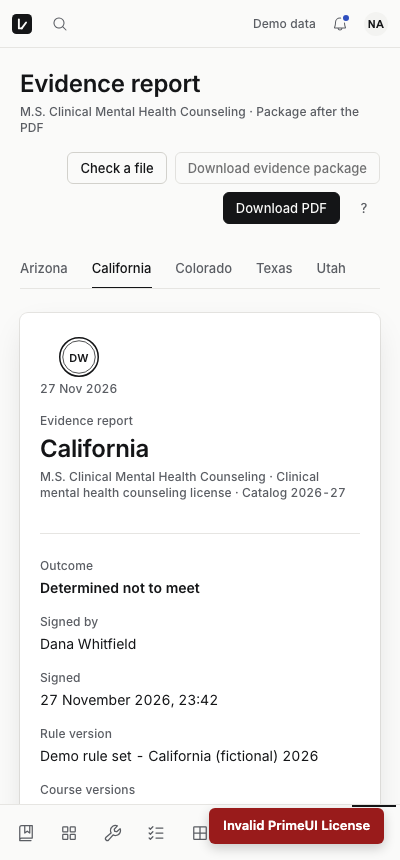 Demo data
NA
Evidence report
M.S. Clinical Mental Health Counseling · Package after the
PDF
Check a file
Download evidence package
Download PDF
?
Arizona
California
Colorado
Texas
Utah
DW
27 Nov 2026
Evidence report
California
M.S. Clinical Mental Health Counseling · Clinical
mental health counseling license · Catalog 2026-27
Outcome
Determined not to meet
Signed by
Dana Whitfield
Signed
27 November 2026, 23:42
Rule version
Demo rule set - California (fictional) 2026
Course versions
Invalid PrimeUI License